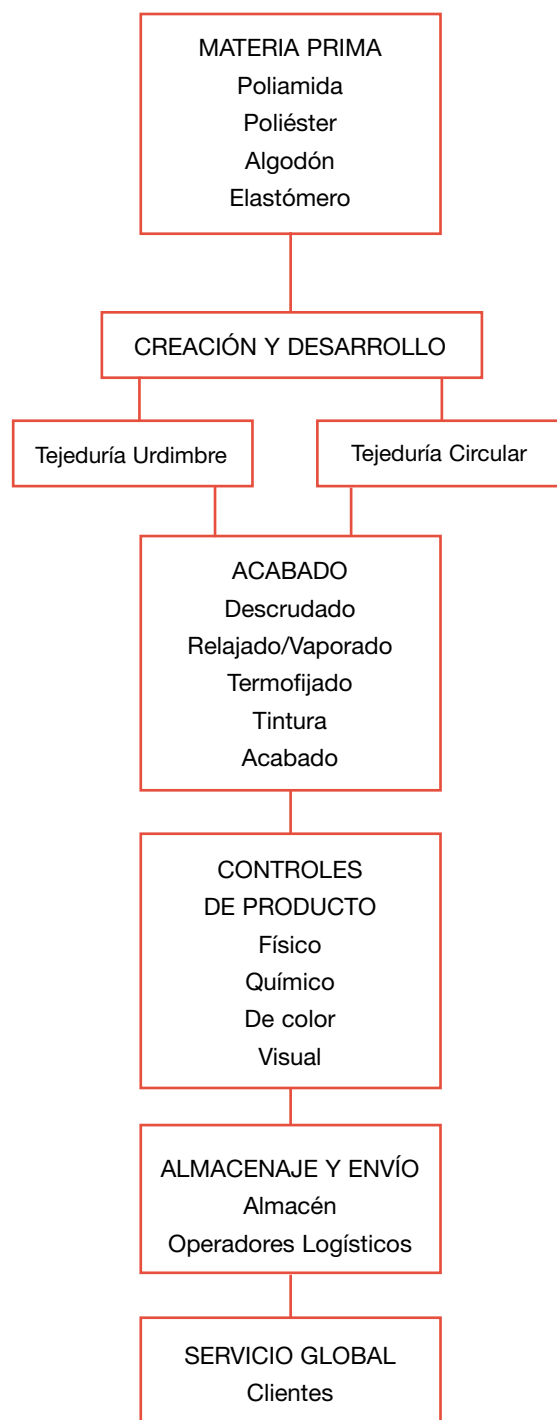 MATERIA PRIMA
Poliamida
Poliéster
Algodón
Elastómero
CREACIÓN Y DESARROLLO
Tejeduría Urdimbre
Tejeduría Circular
ACABADO
Descrudado
Relajado/Vaporado
Termofijado
Tintura
Acabado
CONTROLES
DE PRODUCTO
Físico
Químico
De color
Visual
ALMACENAJE Y ENVÍO
Almacén
Operadores Logísticos
SERVICIO GLOBAL
Clientes